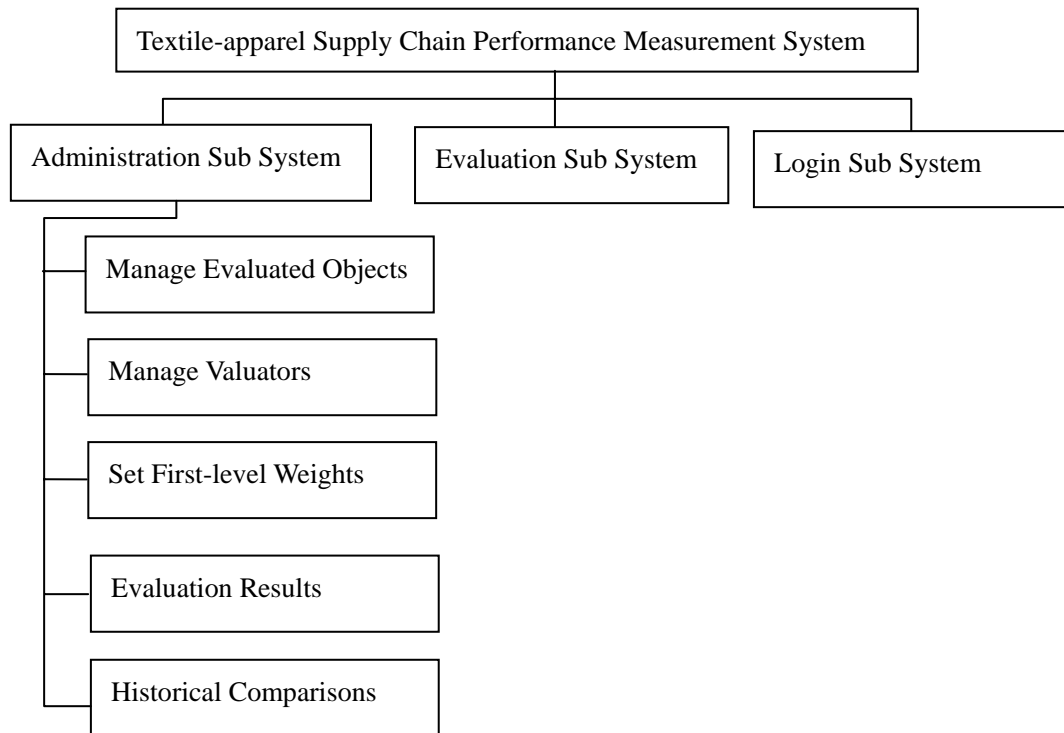 Textile-apparel Supply Chain Performance Measurement System
Administration Sub System
Evaluation Sub System
Login Sub System
Manage Evaluated Objects
Manage Valuators
Set First-level Weights
Evaluation Results
Historical Comparisons